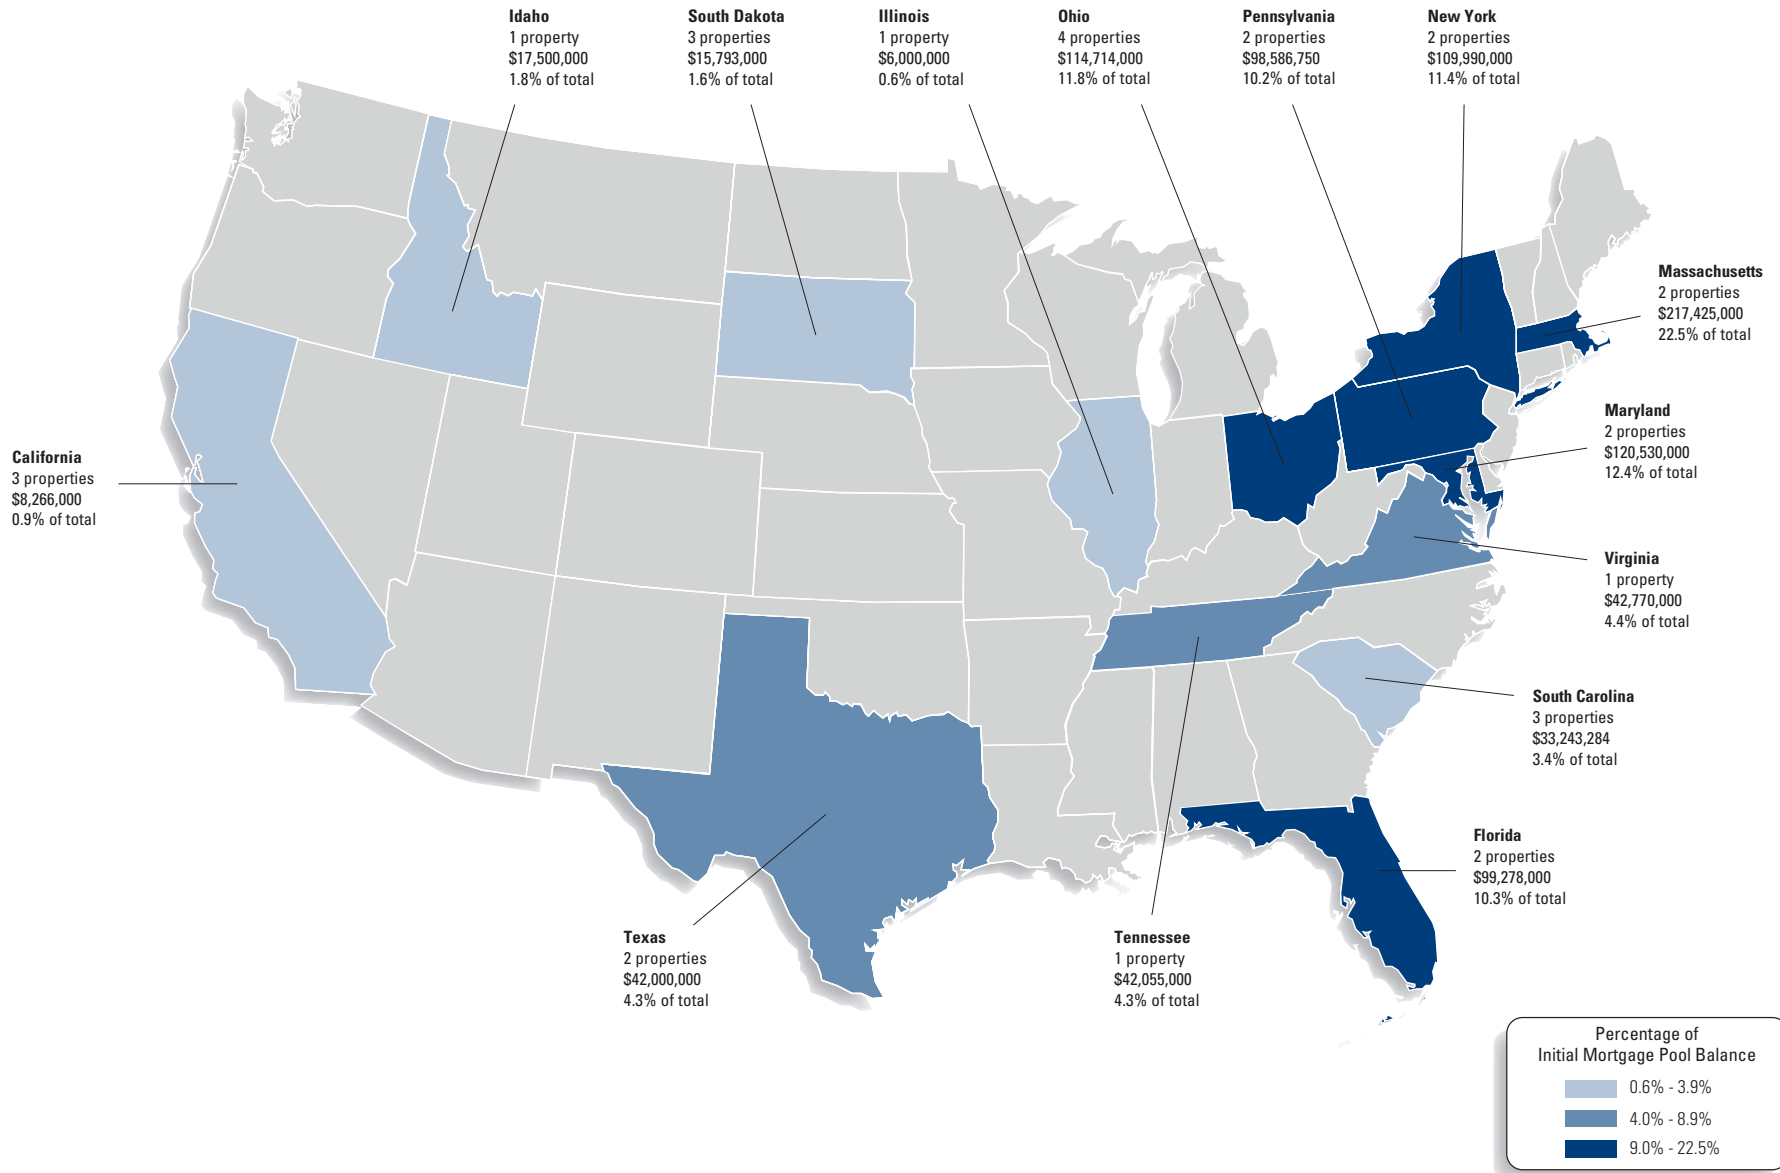 Idaho
1 property
$17,500,000
1.8% of total
South Dakota
3 properties
$15,793,000
1.6% of total
Illinois
1 property
$6,000,000
0.6% of total
Ohio
4 properties
$114,714,000
11.8% of total
Pennsylvania
2 properties
$98,586,750
10.2% of total
New York
2 properties
$109,990,000
11.4% of total
Massachusetts
2 properties
$217,425,000
22.5% of total
Maryland
2 properties
$120,530,000
12.4% of total
California
3 properties
$8,266,000
0.9% of total
Virginia
1 property
$42,770,000
4.4% of total
South Carolina
3 properties
$33,243,284
3.4% of total
Florida
2 properties
$99,278,000
10.3% of total
Texas
2 properties
$42,000,000
4.3% of total
Tennessee
1 property
$42,055,000
4.3% of total
Percentage of
Initial Mortgage Pool Balance
0.6% - 3.9%
4.0% - 8.9%
9.0% - 22.5%